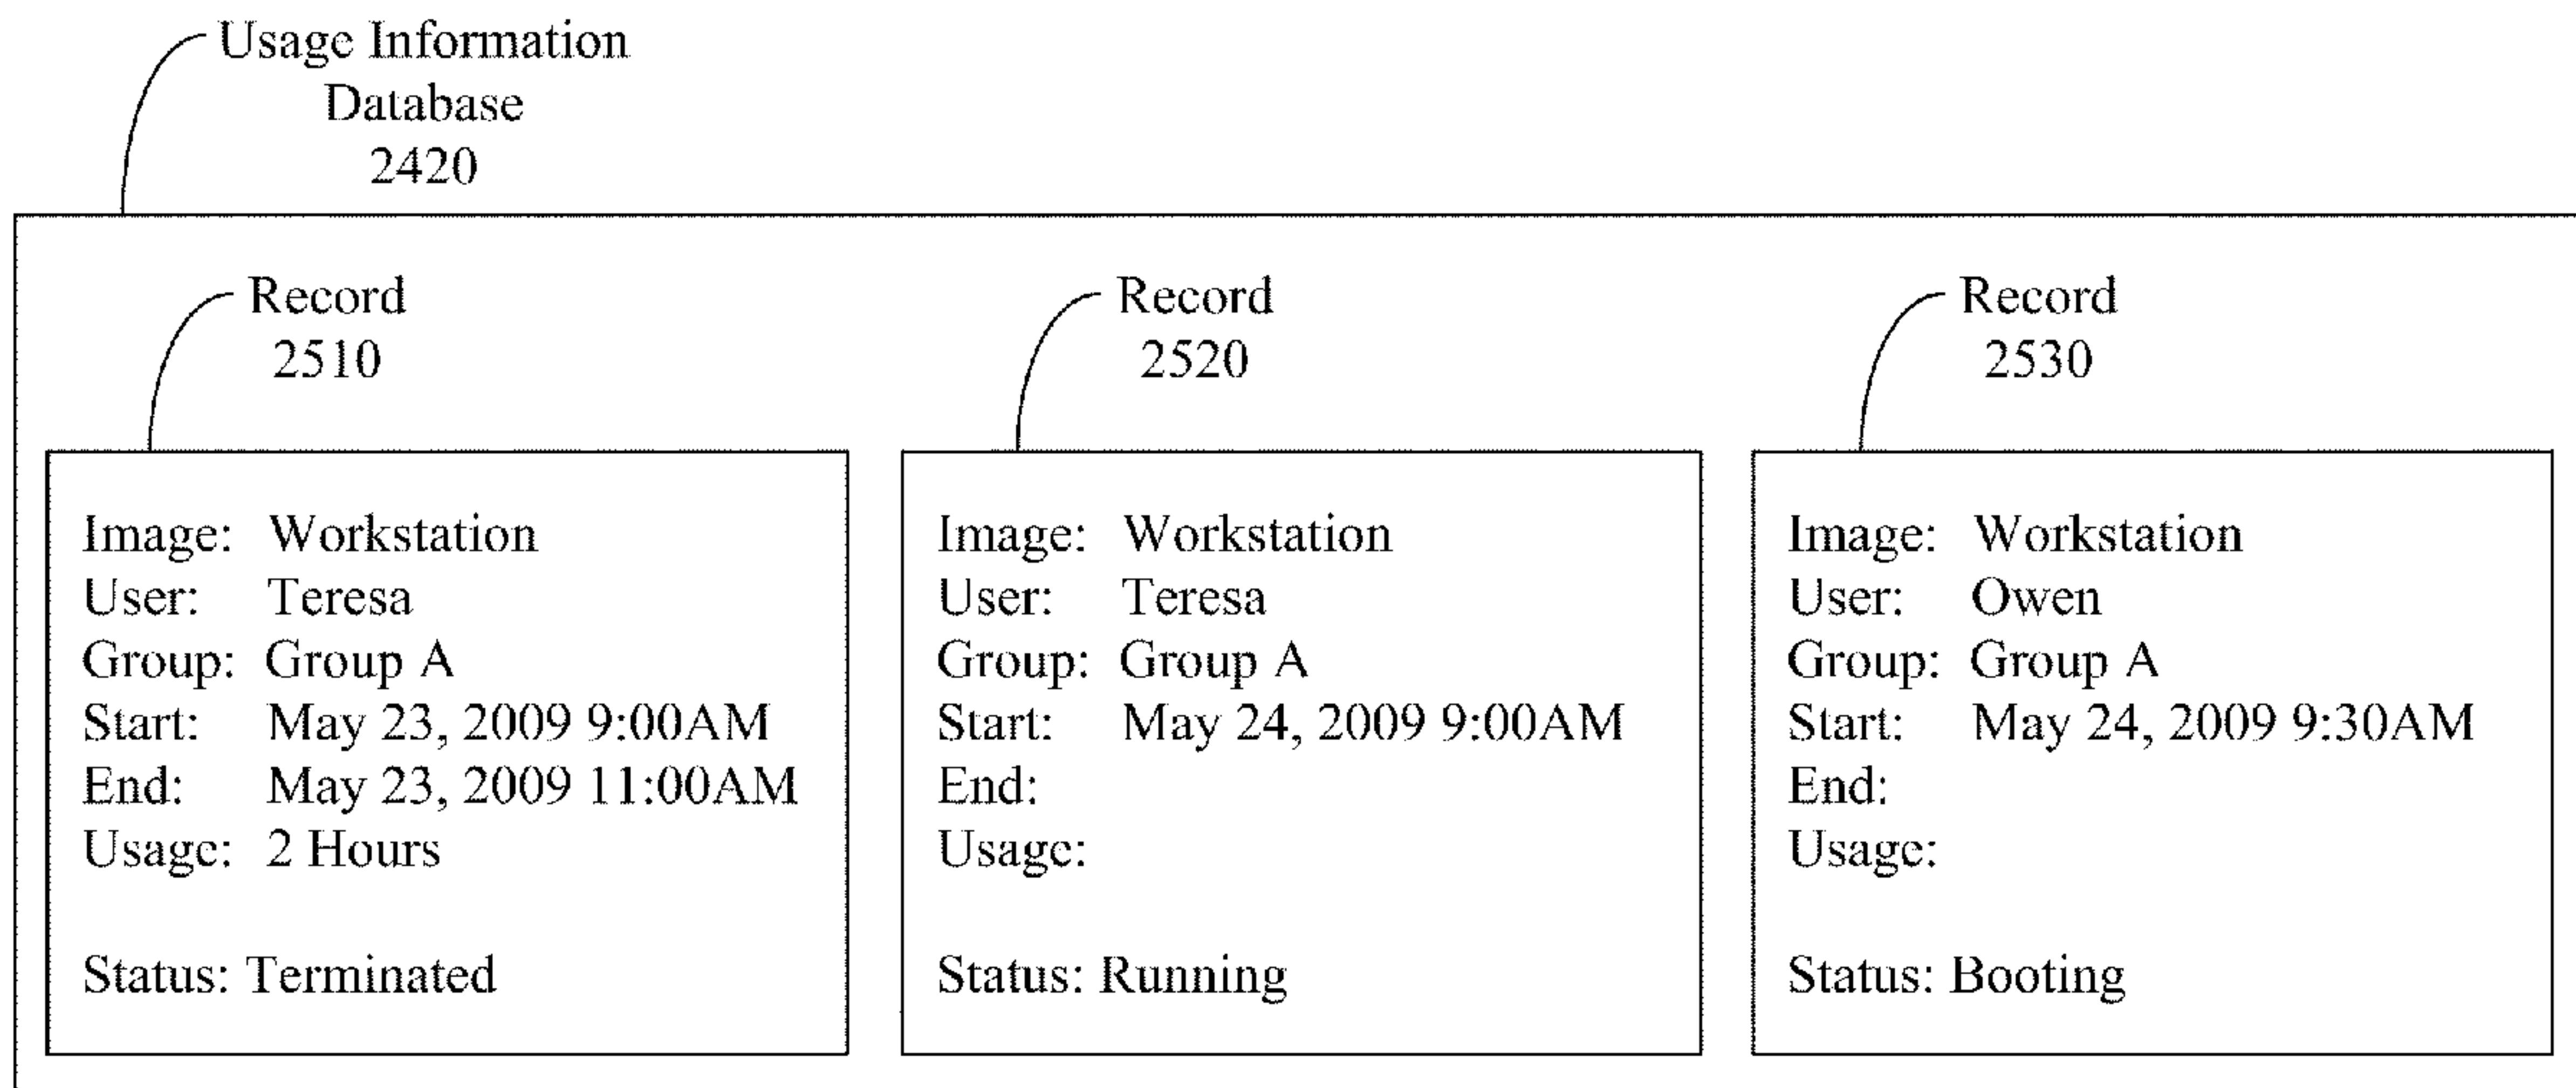 Usage Information
Database
2420
Record
2510
Record
2520
Record
2530
Image: Workstation
User: Teresa
Group: Group A
Start: May 23, 2009 9:00AM
End: May 23, 2009 11:00AM
Usage: 2 Hours
Status: Terminated
Image: Workstation
User: Teresa
Group: Group A
Start: May 24, 2009 9:00AM
End:
Usage:
Status: Running
Image: Workstation
User: Owen
Group: Group A
Start: May 24, 2009 9:30AM
End:
Usage:
Status: Booting